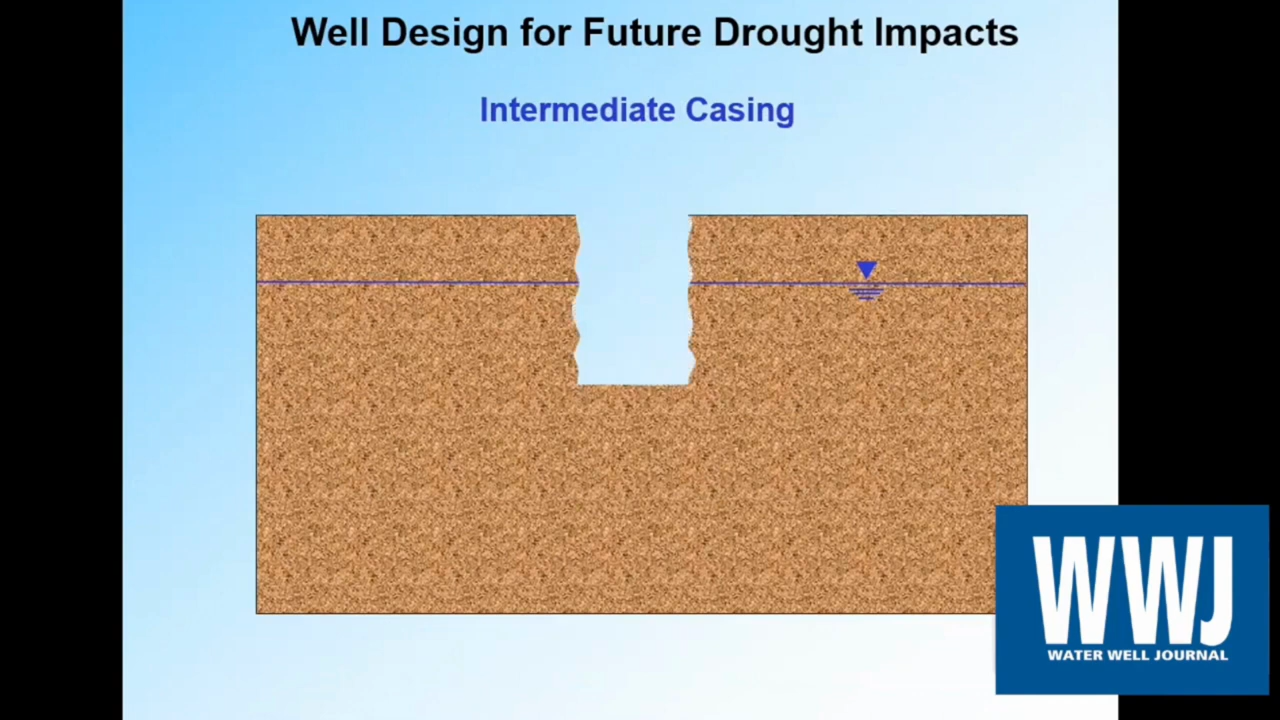 Well Design for Future Drought Impacts
Intermediate Casing
WWJ
WATER WELL JOURNAL